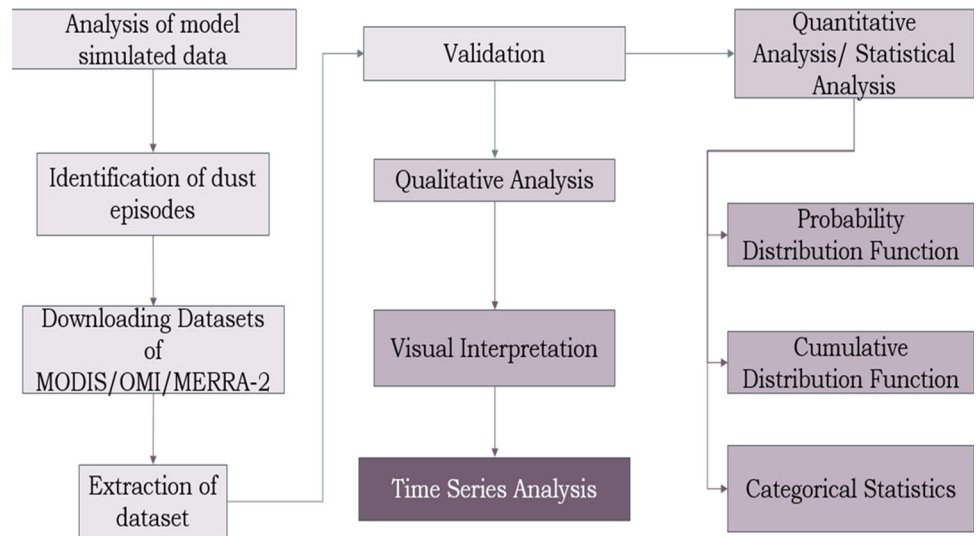 Analysis of model
simulated data
Identification of dust
episodes
Downloading Datasets
of
MODIS/OMI/MERRA-2
Extraction of
dataset
Validation
Qualitative Analysis
Visual Interpretation
Time Series Analysis
Quantitative
Analysis/ Statistical
Analysis
Probability
Distribution Function
Cumulative
Distribution Function
Categorical Statistics